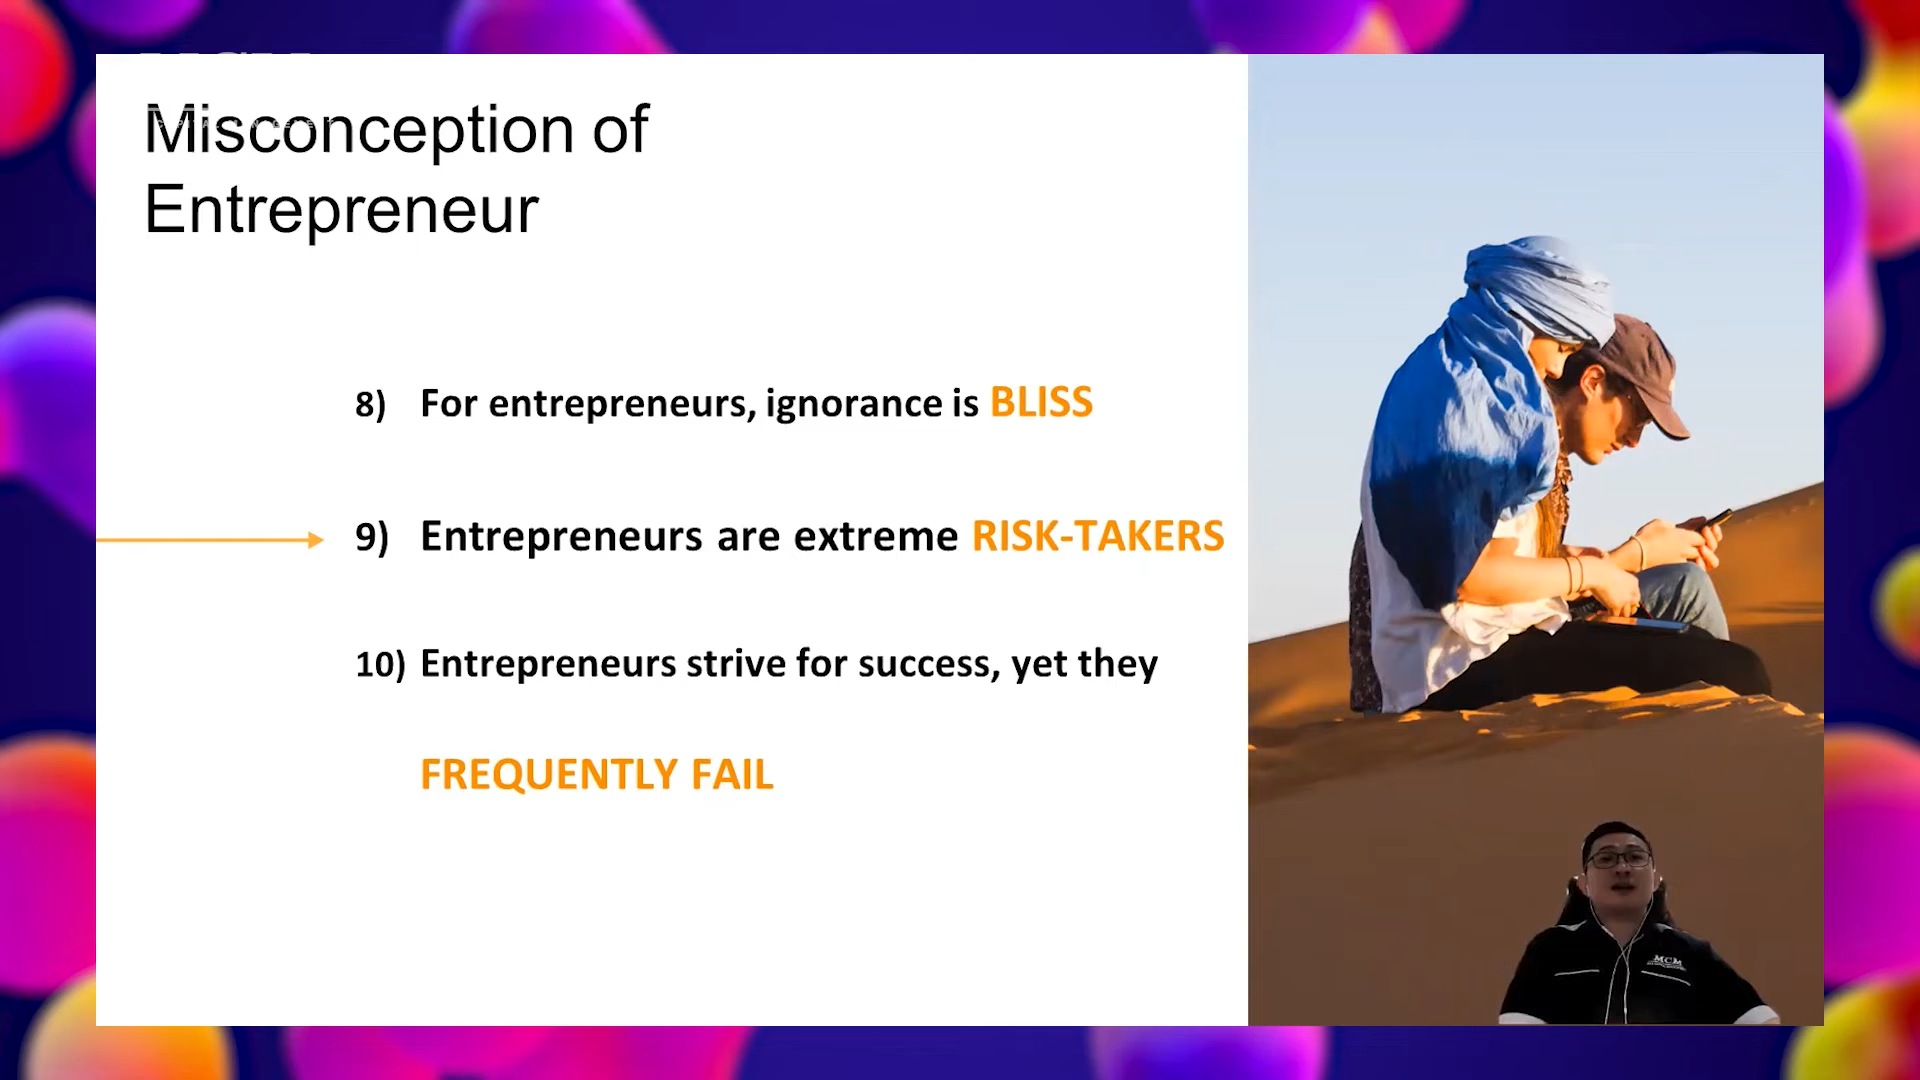 Misconception of
Entrepreneur
8) For entrepreneurs, ignorance is BLISS
9) Entrepreneurs are extreme RISK-TAKERS
10) Entrepreneurs strive for success, yet they
FREQUENTLY FAIL
MCM